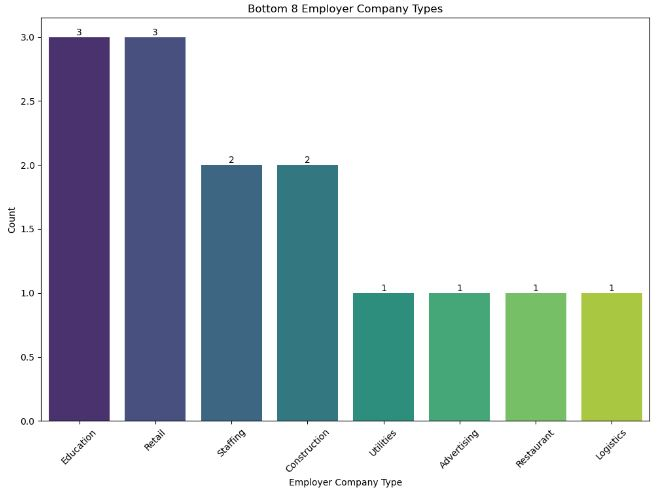 Bottom 8 Employer Company Types
3 3 2 2 1 1 1 1
3.0
2.5
2.0
1.5
1.0
0.5
0.0
Count
Education Retail Staffing Construction Utilities Advertising Restaurant Logistics
Employer Company Type